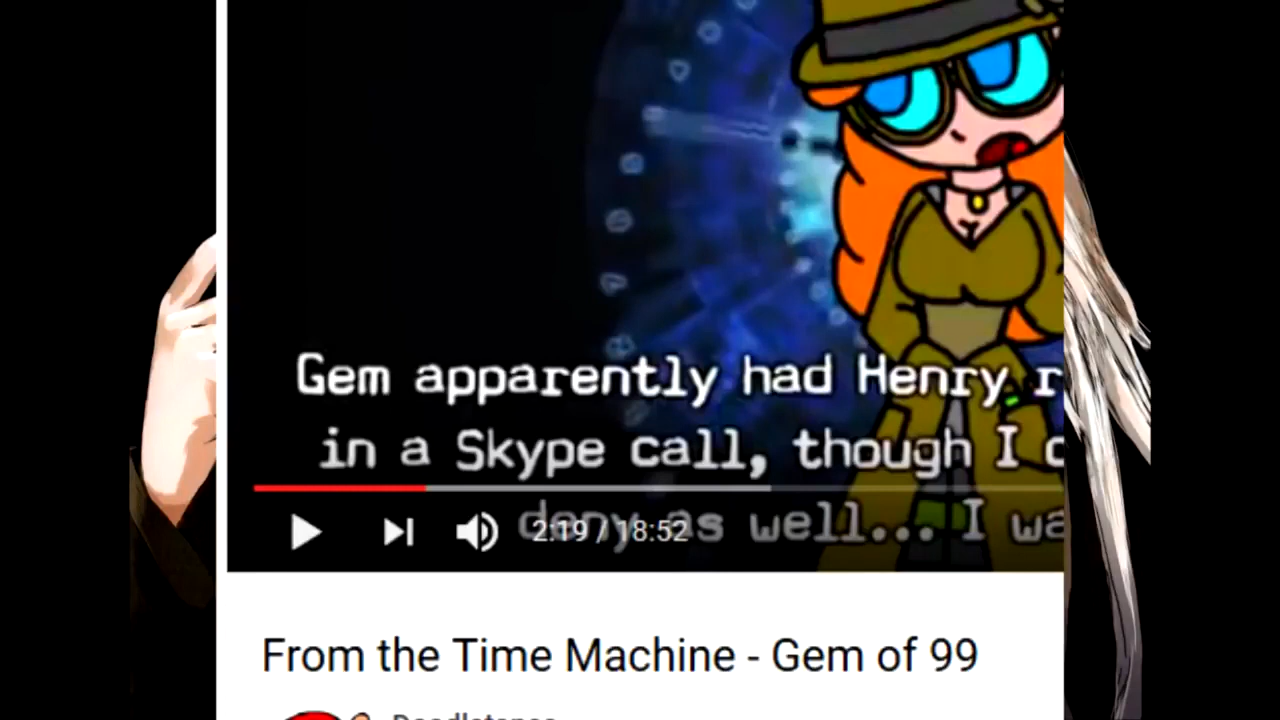 Gem apparently had Henry r
in a Skype call, though I c
deny as well... I wa
2:19 / 18:52
From the Time Machine - Gem of 99